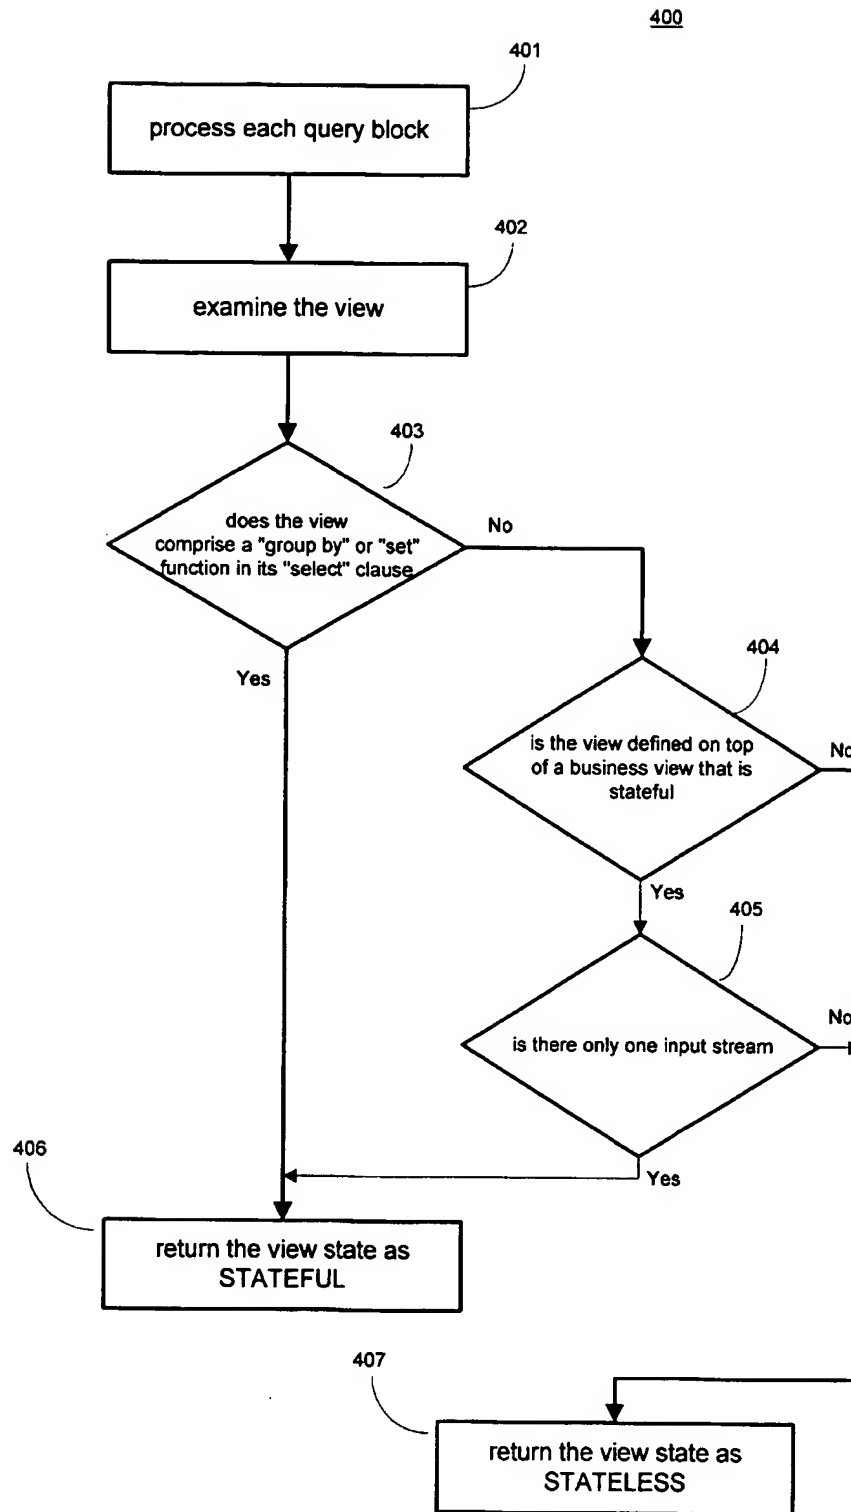 400
401
process each query block
402
examine the view
403
does the view
comprise a "group by" or "set"
function in its "select" clause
No
Yes
404
is the view defined on top
of a business view that is
stateful
No
Yes
405
is there only one input stream
No
Yes
406
return the view state as
STATEFUL
407
return the view state as
STATELESS